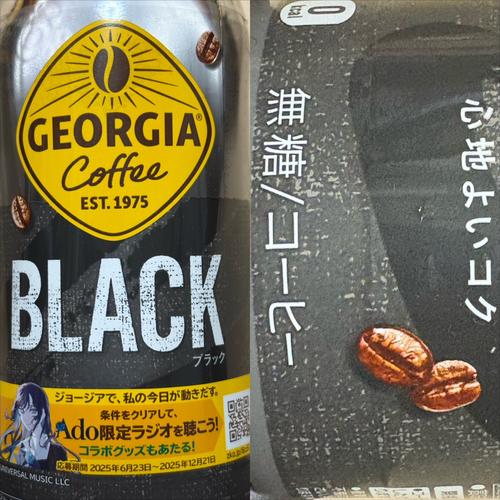 GEORGIA®
Coffee
EST. 1975
BLACK
ブラック
ジョージアで、私の今日が動きだす。
条件をクリアして、
Ado限定ラジオを聴こう!
コラボグッズもあたる!
応募期間 2025年6月23日~2025年12月21日
UNIVERSAL MUSIC LLC
0
kcal
無糖/コーヒー
心地よいコク